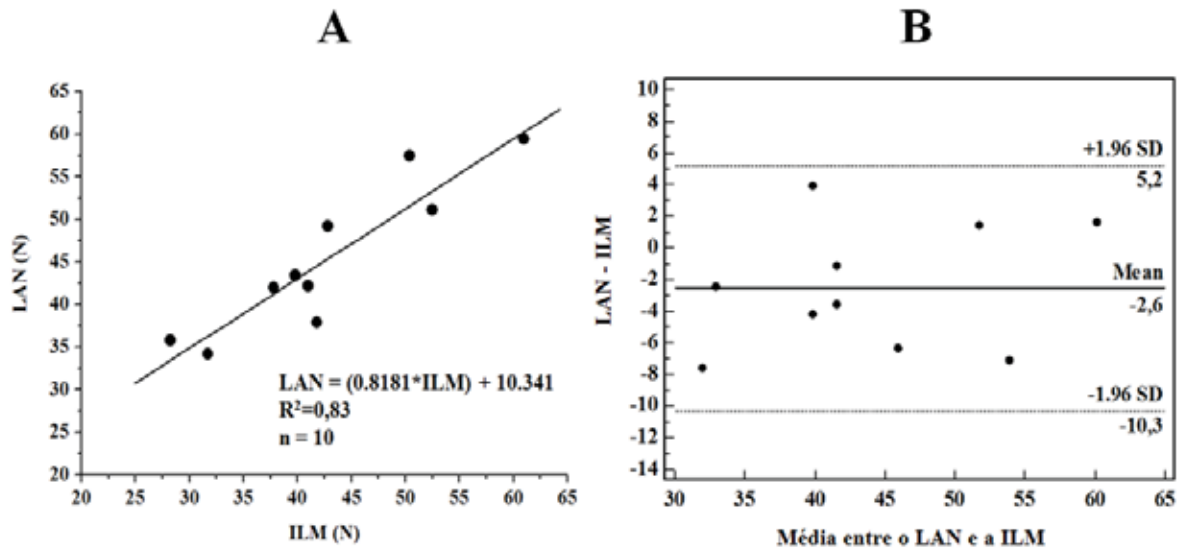 A
65
60
55
50
45
40
35
30
25
20
LAN (N)
LAN = (0.8181*ILM) + 10.341
R²=0,83
n = 10
20 25 30 35 40 45 50 55 60 65
ILM (N)
B
10
8
6
4
2
0
-2
-4
-6
-8
-10
-12
-14
LAN - ILM
+1.96 SD
5,2
Mean
-2,6
-1.96 SD
-10,3
30 35 40 45 50 55 60 65
Média entre o LAN e a ILM